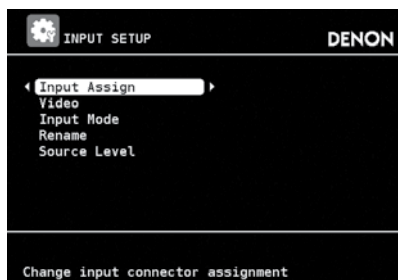 INPUT SETUP
DENON
Input Assign
Video
Input Mode
Rename
Source Level
Change input connector assignment